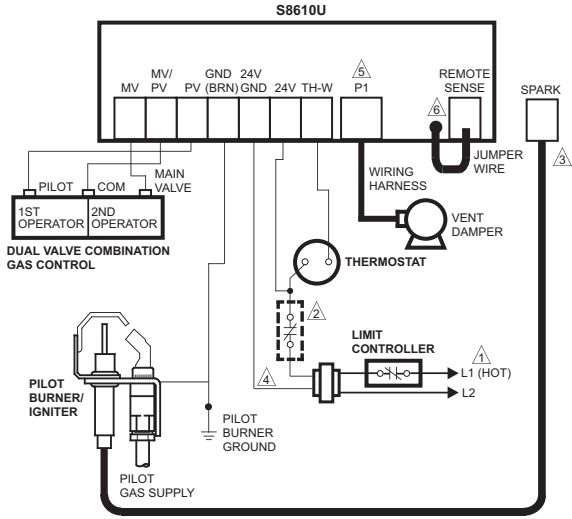 S8610U
MV
MV/
PV
PV
GND
(BRN)
24V
GND
24V
TH-W
5
P1
6
REMOTE
SENSE
SPARK
3
JUMPER
WIRE
WIRING
HARNESS
VENT
DAMPER
PILOT
COM
MAIN
VALVE
1ST
OPERATOR
2ND
OPERATOR
DUAL VALVE COMBINATION
GAS CONTROL
THERMOSTAT
2
LIMIT
CONTROLLER
1
L1 (HOT)
L2
4
PILOT
BURNER/
IGNITER
PILOT
BURNER
GROUND
PILOT
GAS SUPPLY